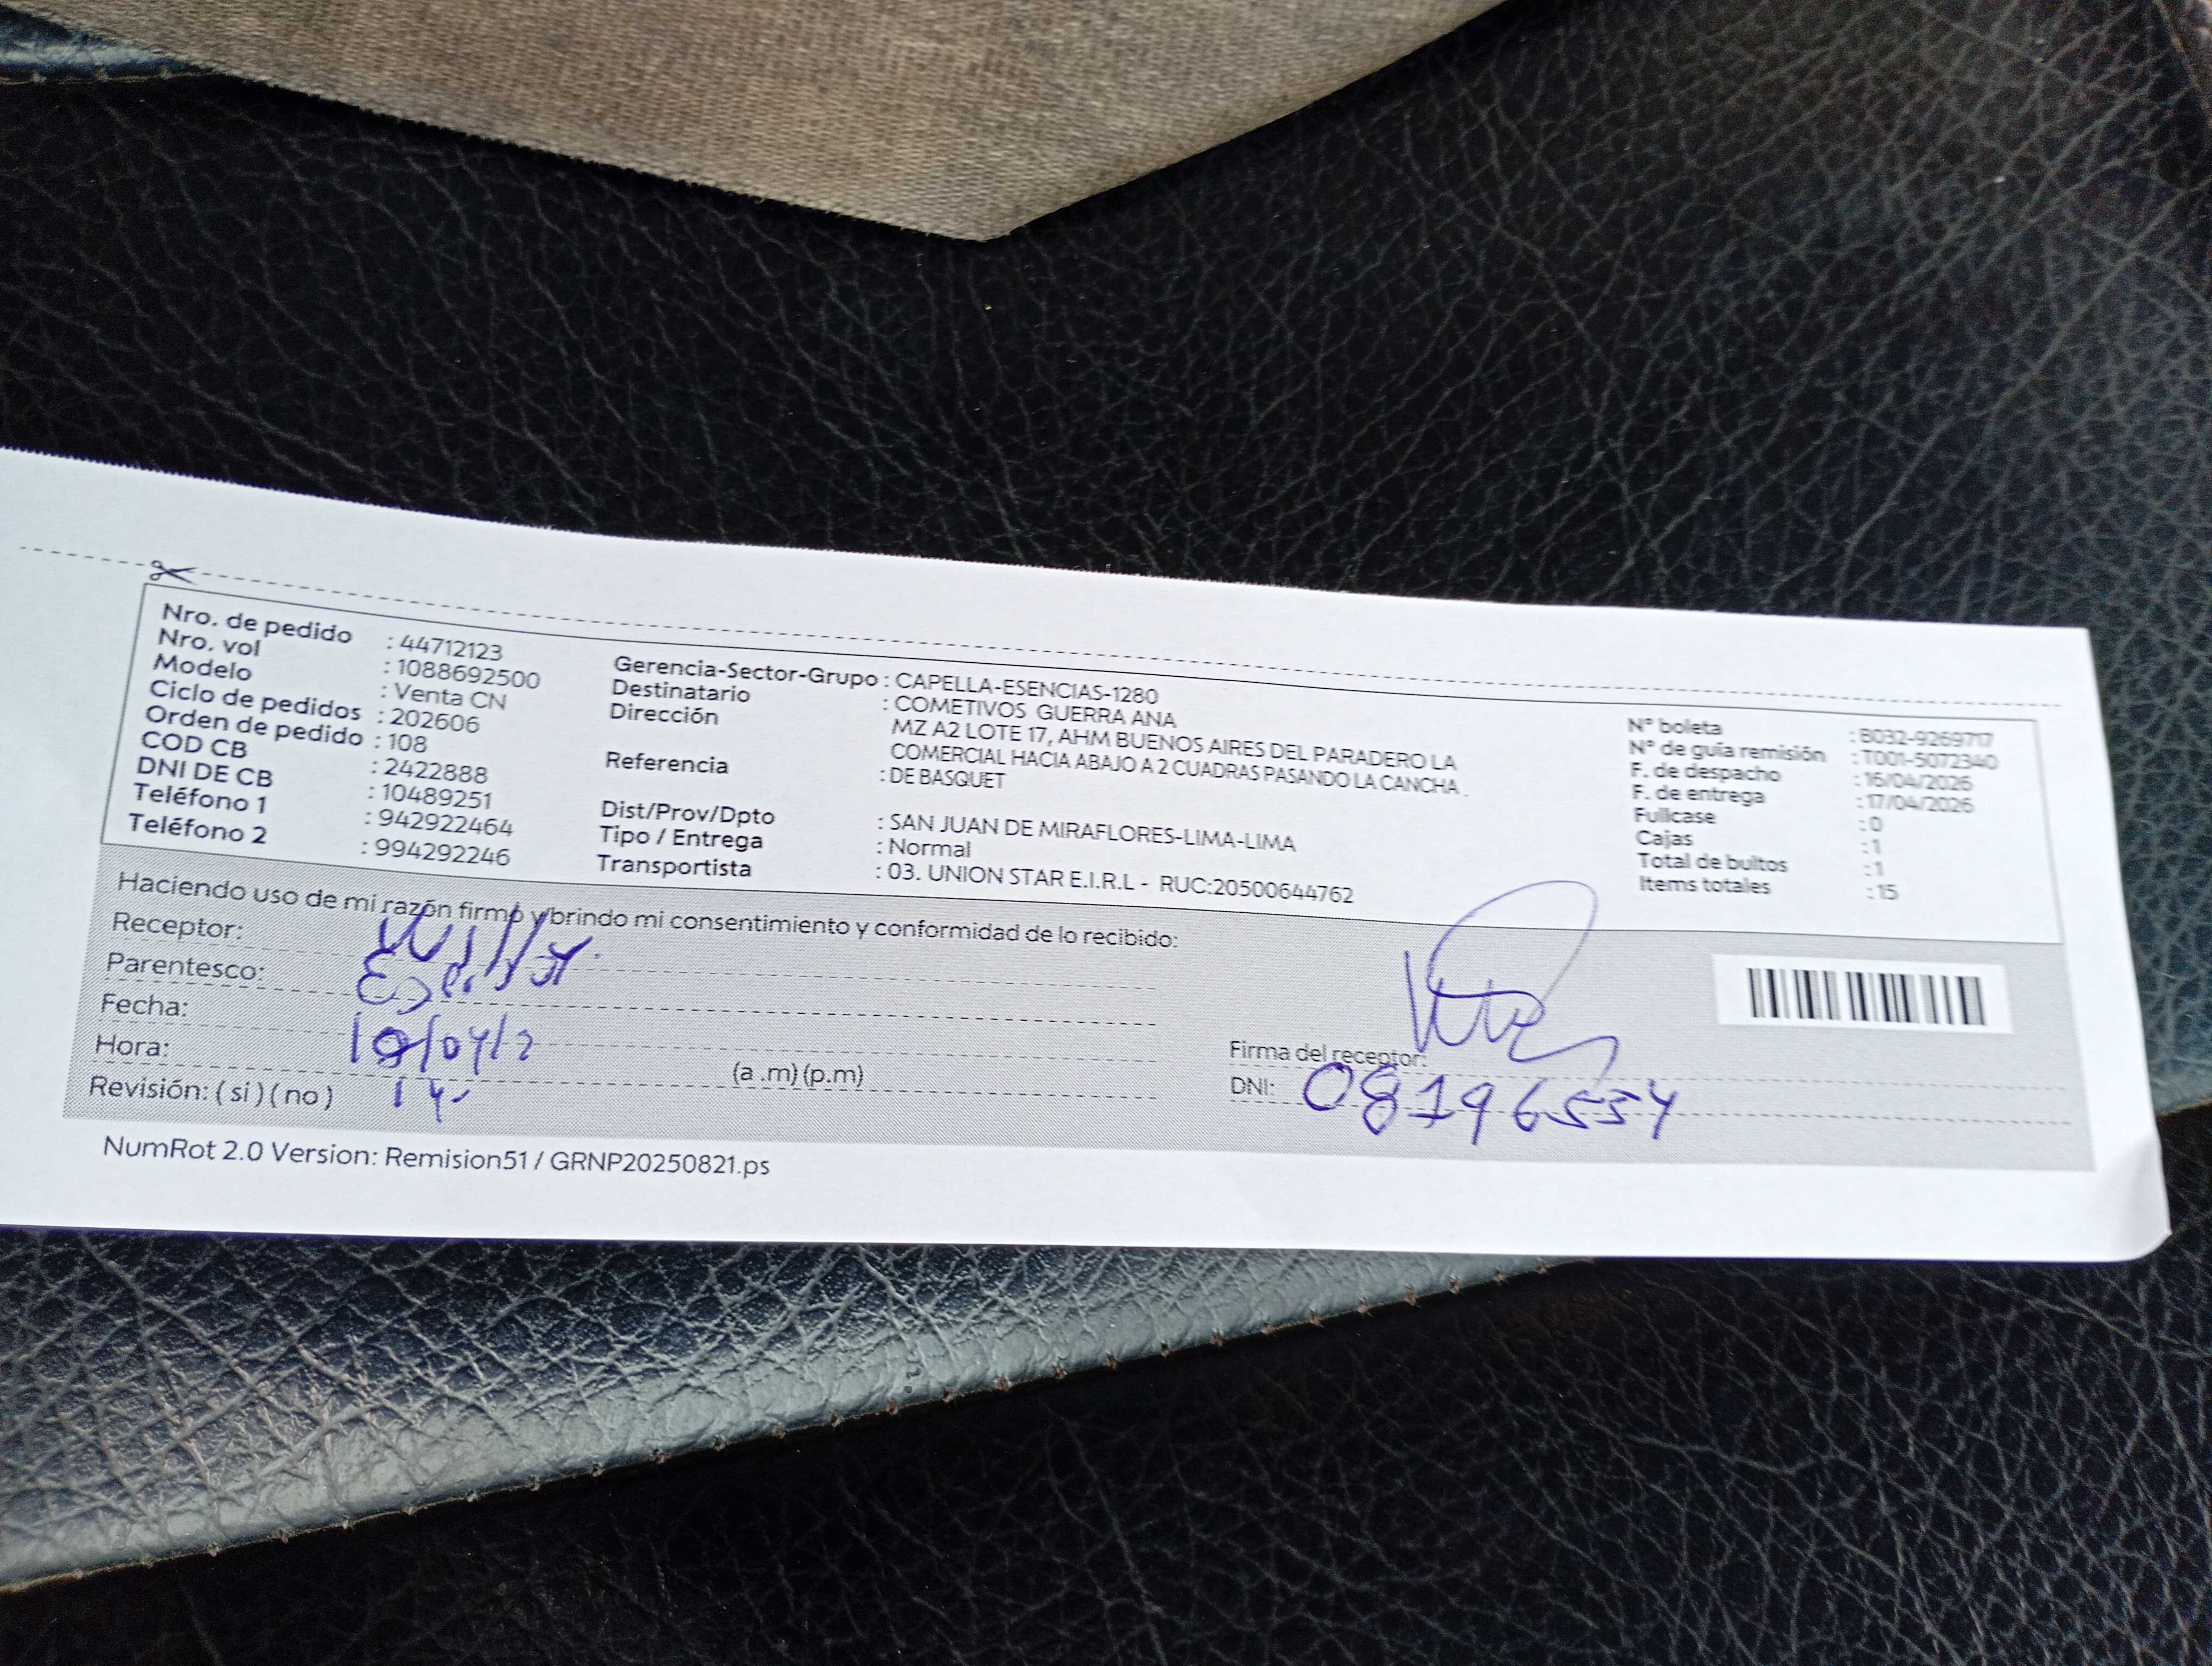 Nro. de pedido : 44712123
Nro. vol : 1088692500
Modelo : Venta CN
Ciclo de pedidos : 202606
Orden de pedido : 108
COD CB : 2422888
DNI DE CB : 10489251
Teléfono 1 : 942922464
Teléfono 2 : 994292246
Gerencia-Sector-Grupo : CAPELLA-ESENCIAS-1280
Destinatario : COMETIVOS GUERRA ANA
Dirección MZ A2 LOTE 17, AHM BUENOS AIRES DEL PARADERO LA
COMERCIAL HACIA ABAJO A 2 CUADRAS PASANDO LA CANCHA .
Referencia : DE BASQUET
Dist/Prov/Dpto : SAN JUAN DE MIRAFLORES-LIMA-LIMA
Tipo / Entrega : Normal
Transportista : 03. UNION STAR E.I.R.L - RUC:20500644762
N° boleta : B032-9269717
N° de guía remisión : T001-5072340
F. de despacho : 16/04/2026
F. de entrega : 17/04/2026
Fullcase : 0
Cajas : 1
Total de bultos : 1
Items totales : 15
Haciendo uso de mi razón firmo y brindo mi consentimiento y conformidad de lo recibido:
Receptor:
Parentesco:
Fecha:
Hora: (a .m) (p.m)
Revisión: ( si ) ( no )
Firma del receptor:
DNI: 08196554
NumRot 2.0 Version: Remision51 / GRNP20250821.ps